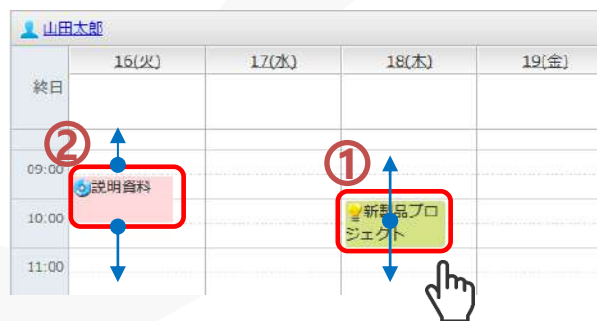 山田太郎
16(火) 17(水) 18(木) 19(金)
終日
② ①
09:00
説明資料
10:00
新製品プロ
ジェクト
11:00